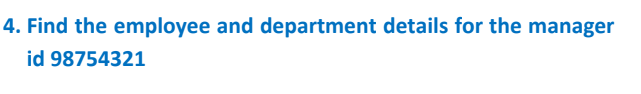 4. Find the employee and department details for the manager
id 98754321